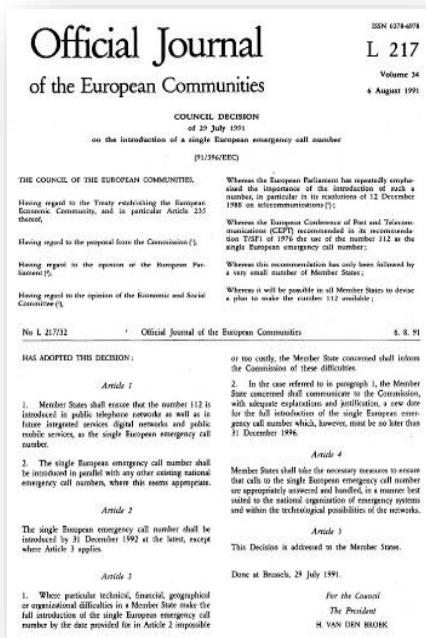 Official Journal
of the European Communities
ISSN 0378-6978
L 217
Volume 34
6 August 1991
COUNCIL DECISION
of 29 July 1991
on the introduction of a single European emergency call number
(91/396/EEC)
THE COUNCIL OF THE EUROPEAN COMMUNITIES,
Having regard to the Treaty establishing the European
Economic Community, and in particular Article 235
thereof,
Having regard to the proposal from the Commission (¹),
Having regard to the opinion of the European Par-
liament (²),
Having regard to the opinion of the Economic and Social
Committee (³),
Whereas the European Parliament has repeatedly empha-
sised the importance of the introduction of such a
number, in particular in its resolutions of 12 December
1988 on telecommunications (⁴);
Whereas the European Conference of Post and Telecom-
munications (CEPT) recommended in its recommenda-
tion T/SF1 of 1976 the use of the number 112 as the
single European emergency call number;
Whereas this recommendation has only been followed by
a very small number of Member States;
Whereas it will be possible in all Member States to devise
a plan to make the number 112 available;
No L 217/32
Official Journal of the European Communities
6. 8. 91
HAS ADOPTED THIS DECISION:
Article 1
1. Member States shall ensure that the number 112 is
introduced in public telephone networks as well as in
future integrated services digital networks and public
mobile services, as the single European emergency call
number.
2. The single European emergency call number shall
be introduced in parallel with any other existing national
emergency call numbers, where this seems appropriate.
Article 2
The single European emergency call number shall be
introduced by 31 December 1992 at the latest, except
where Article 3 applies.
Article 3
1. Where particular technical, financial, geographical
or organizational difficulties in a Member State make the
full introduction of the single European emergency call
number by the date provided for in Article 2 impossible
or too costly, the Member State concerned shall inform
the Commission of these difficulties.
2. In the case referred to in paragraph 1, the Member
State concerned shall communicate to the Commission,
with adequate explanations and justification, a new date
for the full introduction of the single European emer-
gency call number which, however, must be no later than
31 December 1996.
Article 4
Member States shall take the necessary measures to ensure
that calls to the single European emergency call number
are appropriately answered and handled, in a manner best
suited to the national organization of emergency systems
and within the technological possibilities of the networks.
Article 5
This Decision is addressed to the Member States.
Done at Brussels, 29 July 1991.
For the Council
The President
H. VAN DEN BROEK